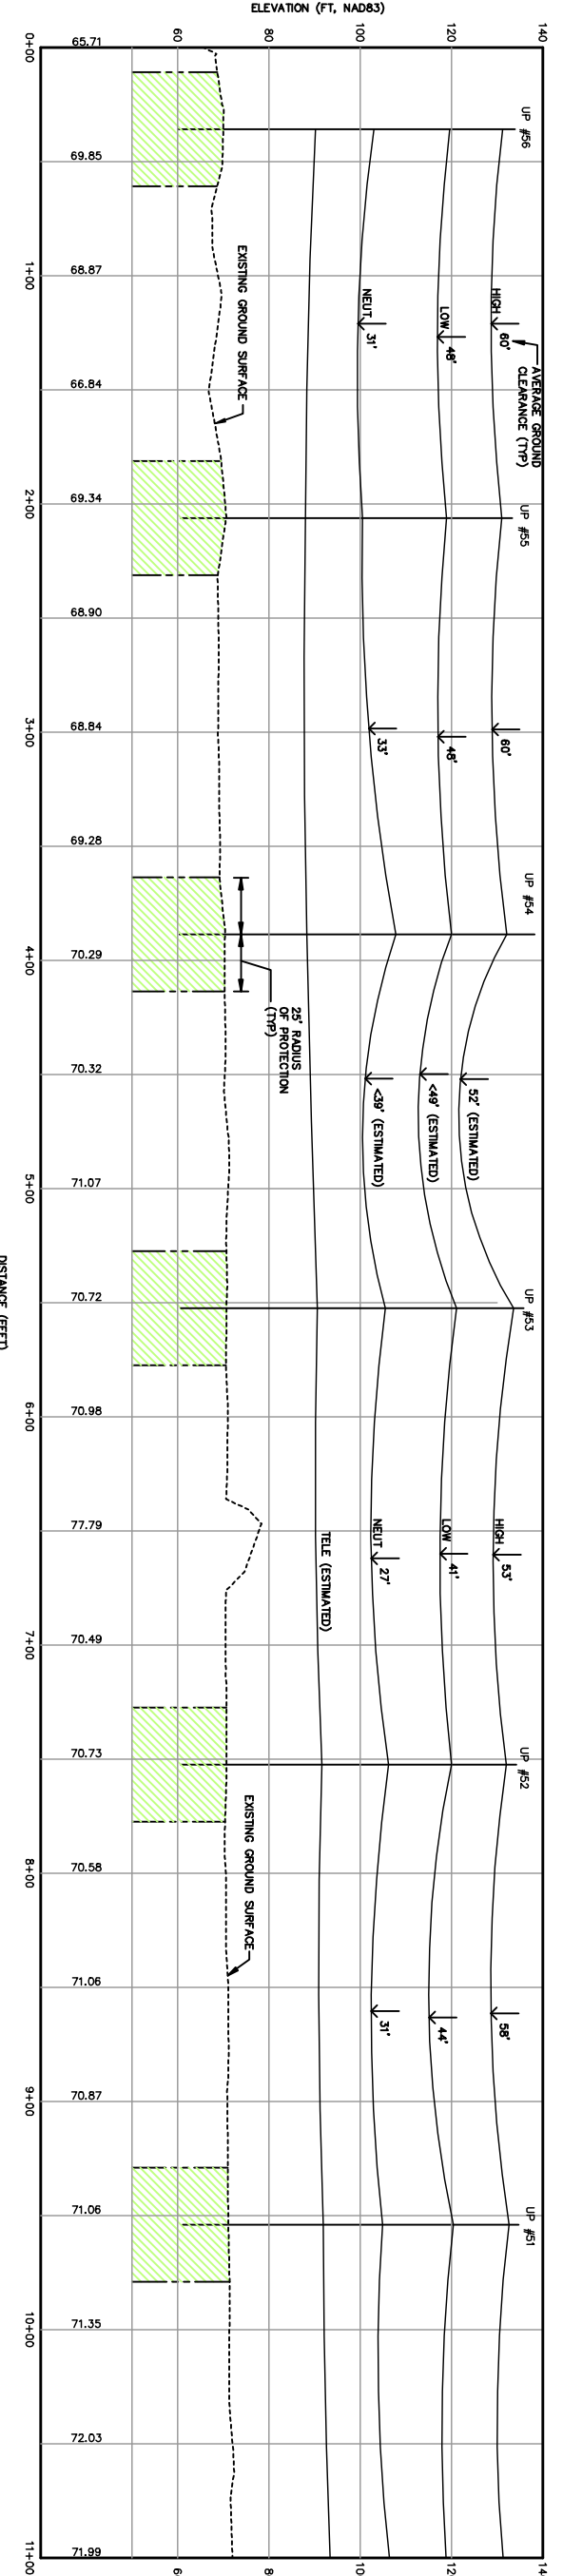 ELEVATION (FT, NAD83)
140
120
100
80
60
UP #56
UP #55
UP #54
UP #53
UP #52
UP #51
HIGH
60'
AVERAGE GROUND
CLEARANCE (TYP)
LOW
48'
NEUT
31'
EXISTING GROUND SURFACE
60'
48'
33'
25' RADIUS
OF PROTECTION
(TYP)
52' (ESTIMATED)
<49' (ESTIMATED)
<39' (ESTIMATED)
HIGH
53'
LOW
41'
NEUT
27'
TELE (ESTIMATED)
58'
44'
31'
EXISTING GROUND SURFACE
65.71
69.85
68.87
66.84
69.34
68.90
68.84
69.28
70.29
70.32
71.07
70.72
70.98
77.79
70.49
70.73
70.58
71.06
70.87
71.06
71.35
72.03
71.99
0+00
1+00
2+00
3+00
4+00
5+00
6+00
7+00
8+00
9+00
10+00
11+00